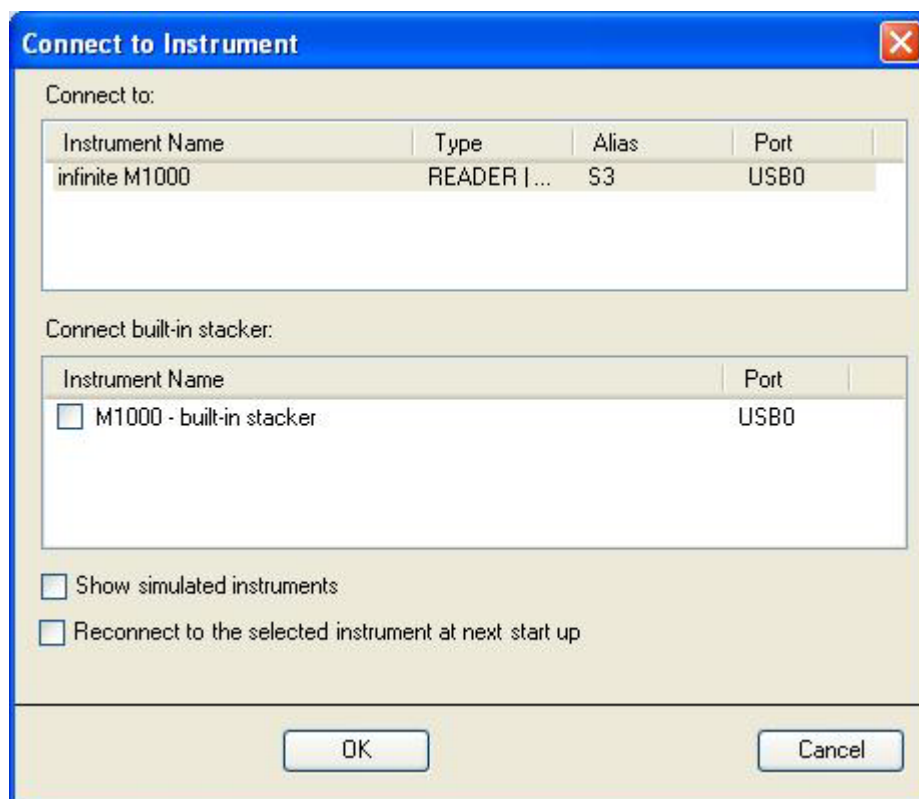 Connect to Instrument
Connect to:
Instrument Name Type Alias Port
infinite M1000 READER | ... S3 USB0
Connect built-in stacker:
Instrument Name Port
M1000 - built-in stacker USB0
Show simulated instruments
Reconnect to the selected instrument at next start up
OK Cancel